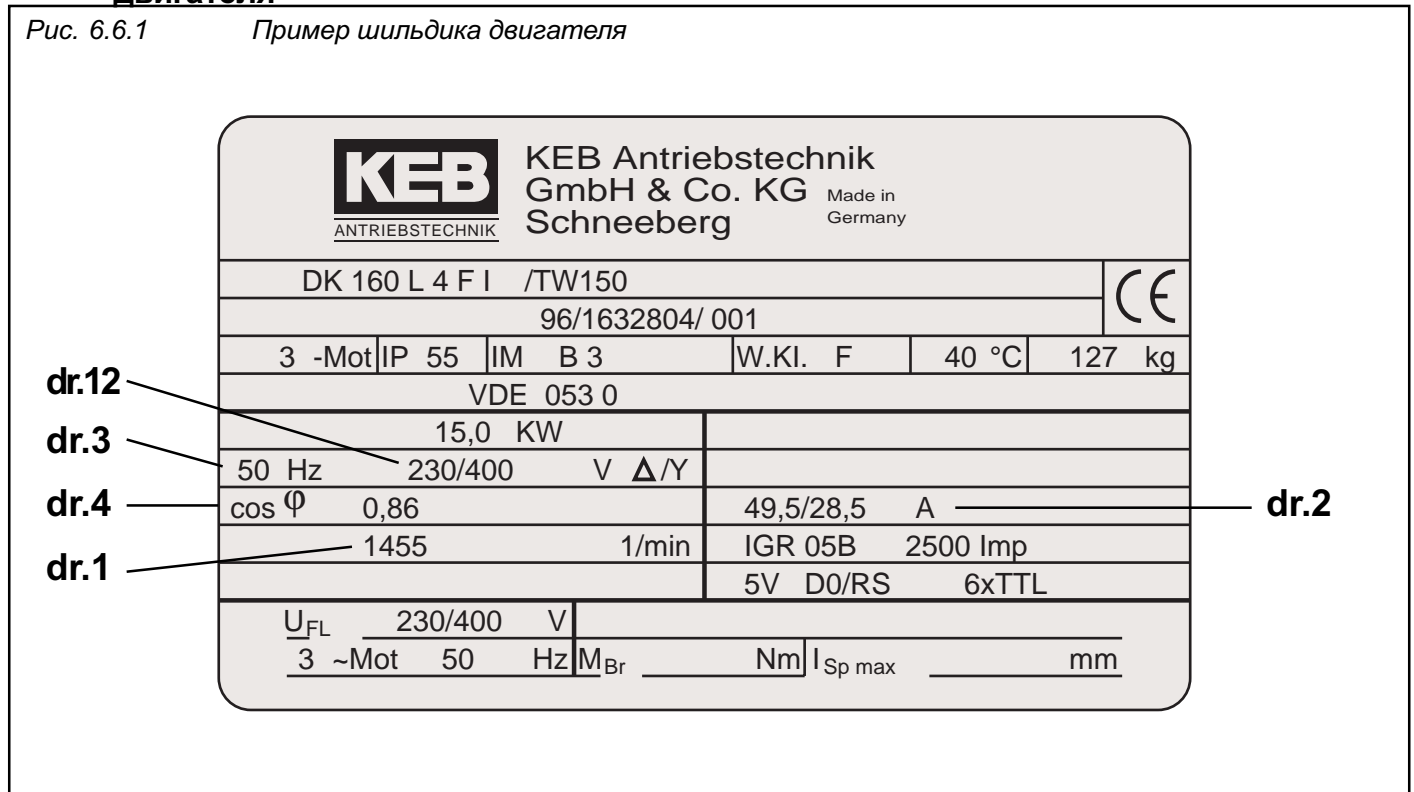 двигателя
Рис. 6.6.1 Пример шильдика двигателя
KEB
ANTRIEBSTECHNIK
KEB Antriebstechnik
GmbH & Co. KG
Schneeberg
Made in
Germany
DK 160 L 4 F I /TW150
CE
96/1632804/ 001
3 -Mot IP 55 IM B 3 W.KI. F 40 °C 127 kg
VDE 053 0
dr.12
15,0 KW
dr.3
50 Hz 230/400 V Δ/Y
dr.4
cos φ 0,86 49,5/28,5 A
dr.2
dr.1
1455 1/min IGR 05B 2500 Imp
5V D0/RS 6xTTL
UFL 230/400 V
3 ~Mot 50 Hz MBr Nm I Sp max mm